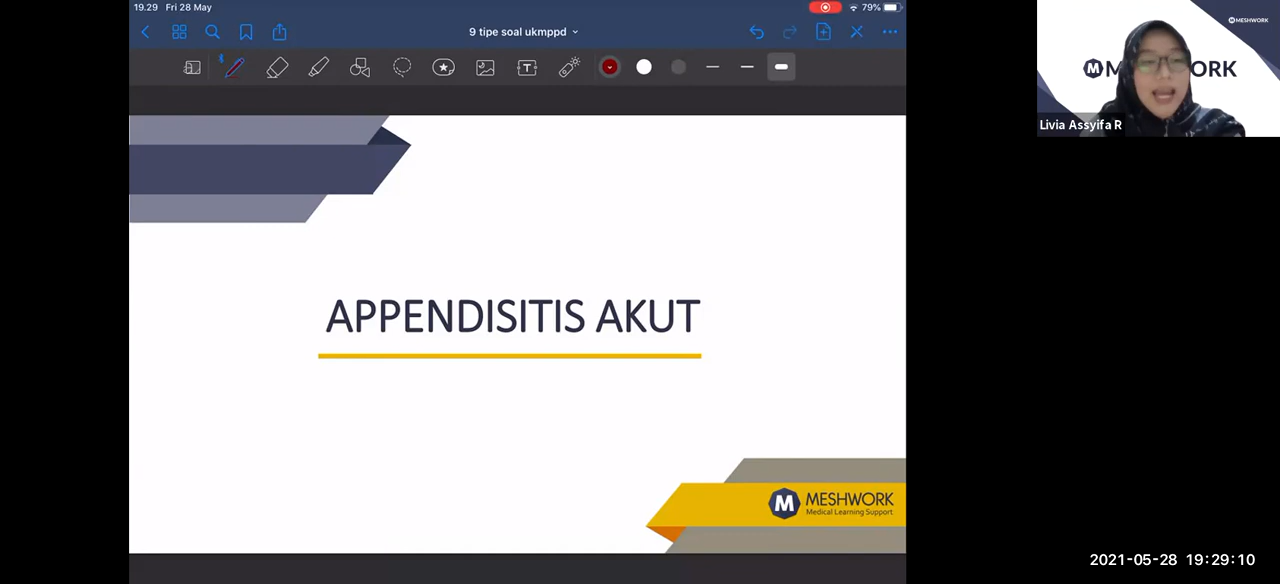 19.29 Fri 28 May
79%
9 tipe soal ukmppd
T
APPENDISITIS AKUT
M MESHWORK
Medical Learning Support
MESHWORK
M M ORK
Livia Assyifa R
2021-05-28 19:29:10